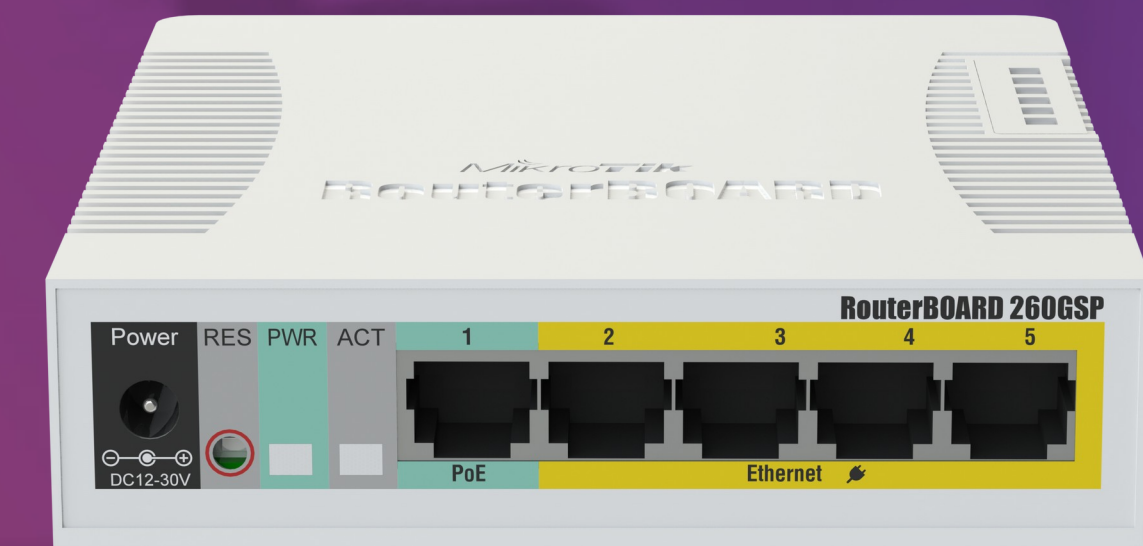 MikroTik
RouterBOARD
RouterBOARD 260GSP
Power RES PWR ACT 1 2 3 4 5
DC12-30V PoE Ethernet